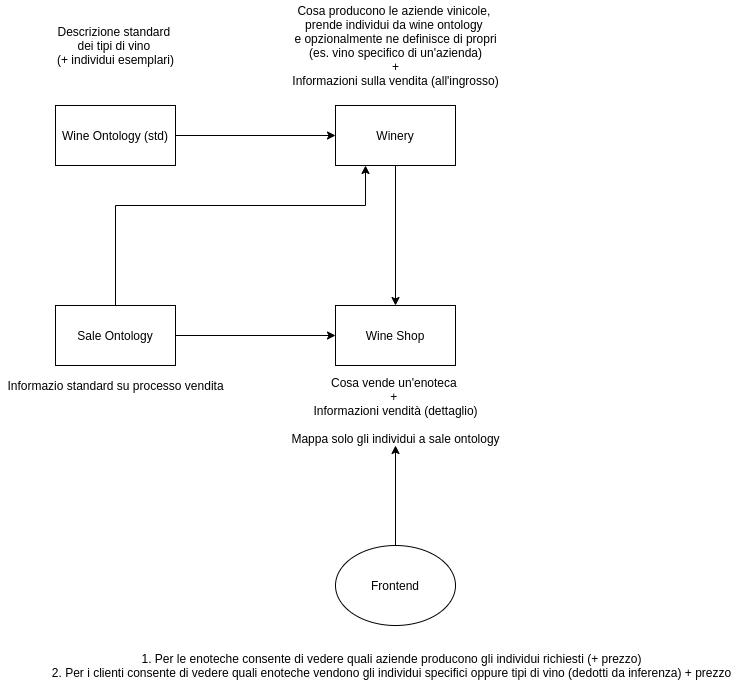 Descrizione standard
dei tipi di vino
(+ individui esemplari)
Cosa producono le aziende vinicole,
prende individui da wine ontology
e opzionalmente ne definisce di propri
(es. vino specifico di un'azienda)
+
Informazioni sulla vendita (all'ingrosso)
Wine Ontology (std)
Winery
Sale Ontology
Wine Shop
Informazio standard su processo vendita
Cosa vende un'enoteca
+
Informazioni vendità (dettaglio)
Mappa solo gli individui a sale ontology
Frontend
1. Per le enoteche consente di vedere quali aziende producono gli individui richiesti (+ prezzo)
2. Per i clienti consente di vedere quali enoteche vendono gli individui specifici oppure tipi di vino (dedotti da inferenza) + prezzo